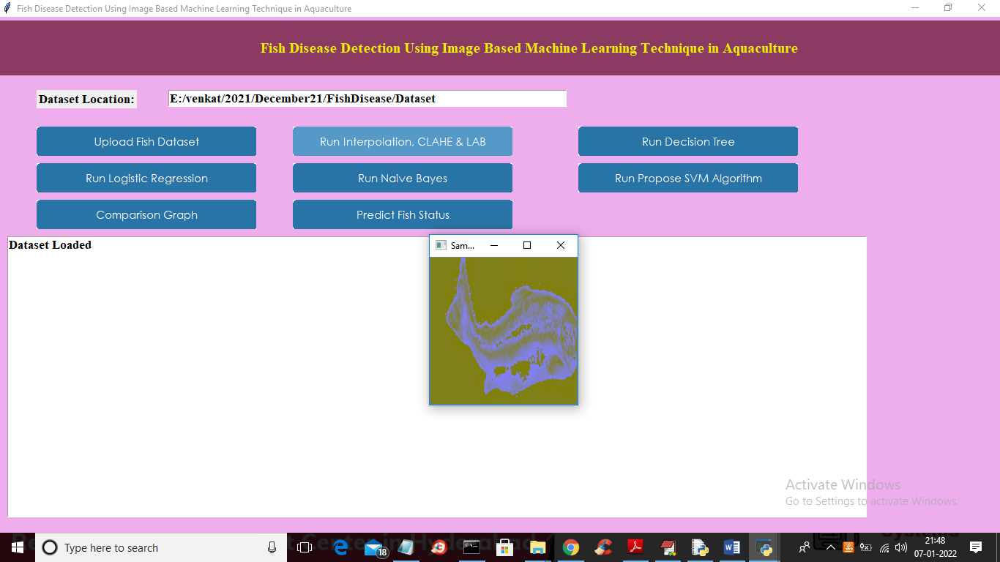 Fish Disease Detection Using Image Based Machine Learning Technique in Aquaculture
Fish Disease Detection Using Image Based Machine Learning Technique in Aquaculture
Dataset Location:
E:/venkat/2021/December21/FishDisease/Dataset
Upload Fish Dataset
Run Interpolation, CLAHE & LAB
Run Decision Tree
Run Logistic Regression
Run Naive Bayes
Run Propose SVM Algorithm
Comparison Graph
Predict Fish Status
Dataset Loaded
Sam...
Activate Windows
Go to Settings to activate Windows.
Type here to search
18
21:48
07-01-2022